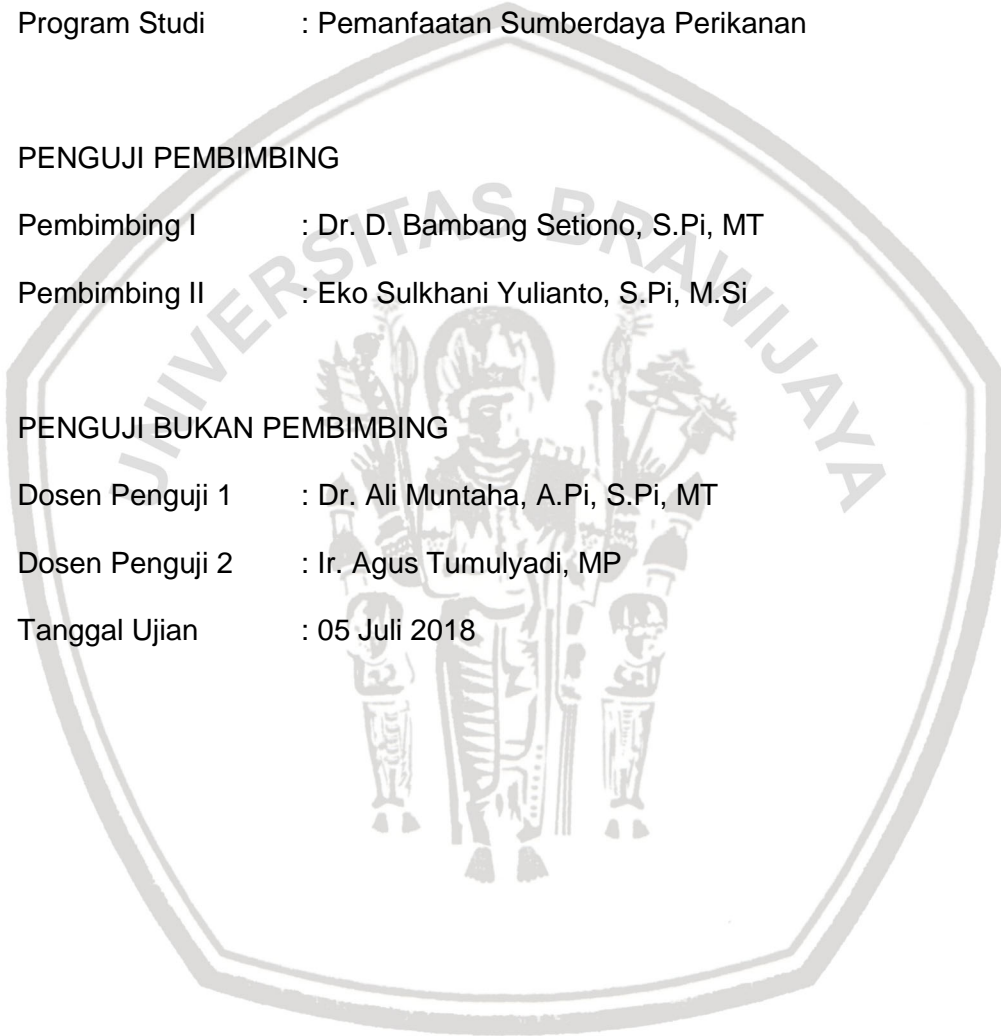 Program Studi : Pemanfaatan Sumberdaya Perikanan
PENGUJI PEMBIMBING
Pembimbing I : Dr. D. Bambang Setiono, S.Pi, MT
Pembimbing II : Eko Sulkhani Yulianto, S.Pi, M.Si
PENGUJI BUKAN PEMBIMBING
Dosen Penguji 1 : Dr. Ali Muntaha, A.Pi, S.Pi, MT
Dosen Penguji 2 : Ir. Agus Tumulyadi, MP
Tanggal Ujian : 05 Juli 2018
UNIVERSITAS BRAWIJAYA